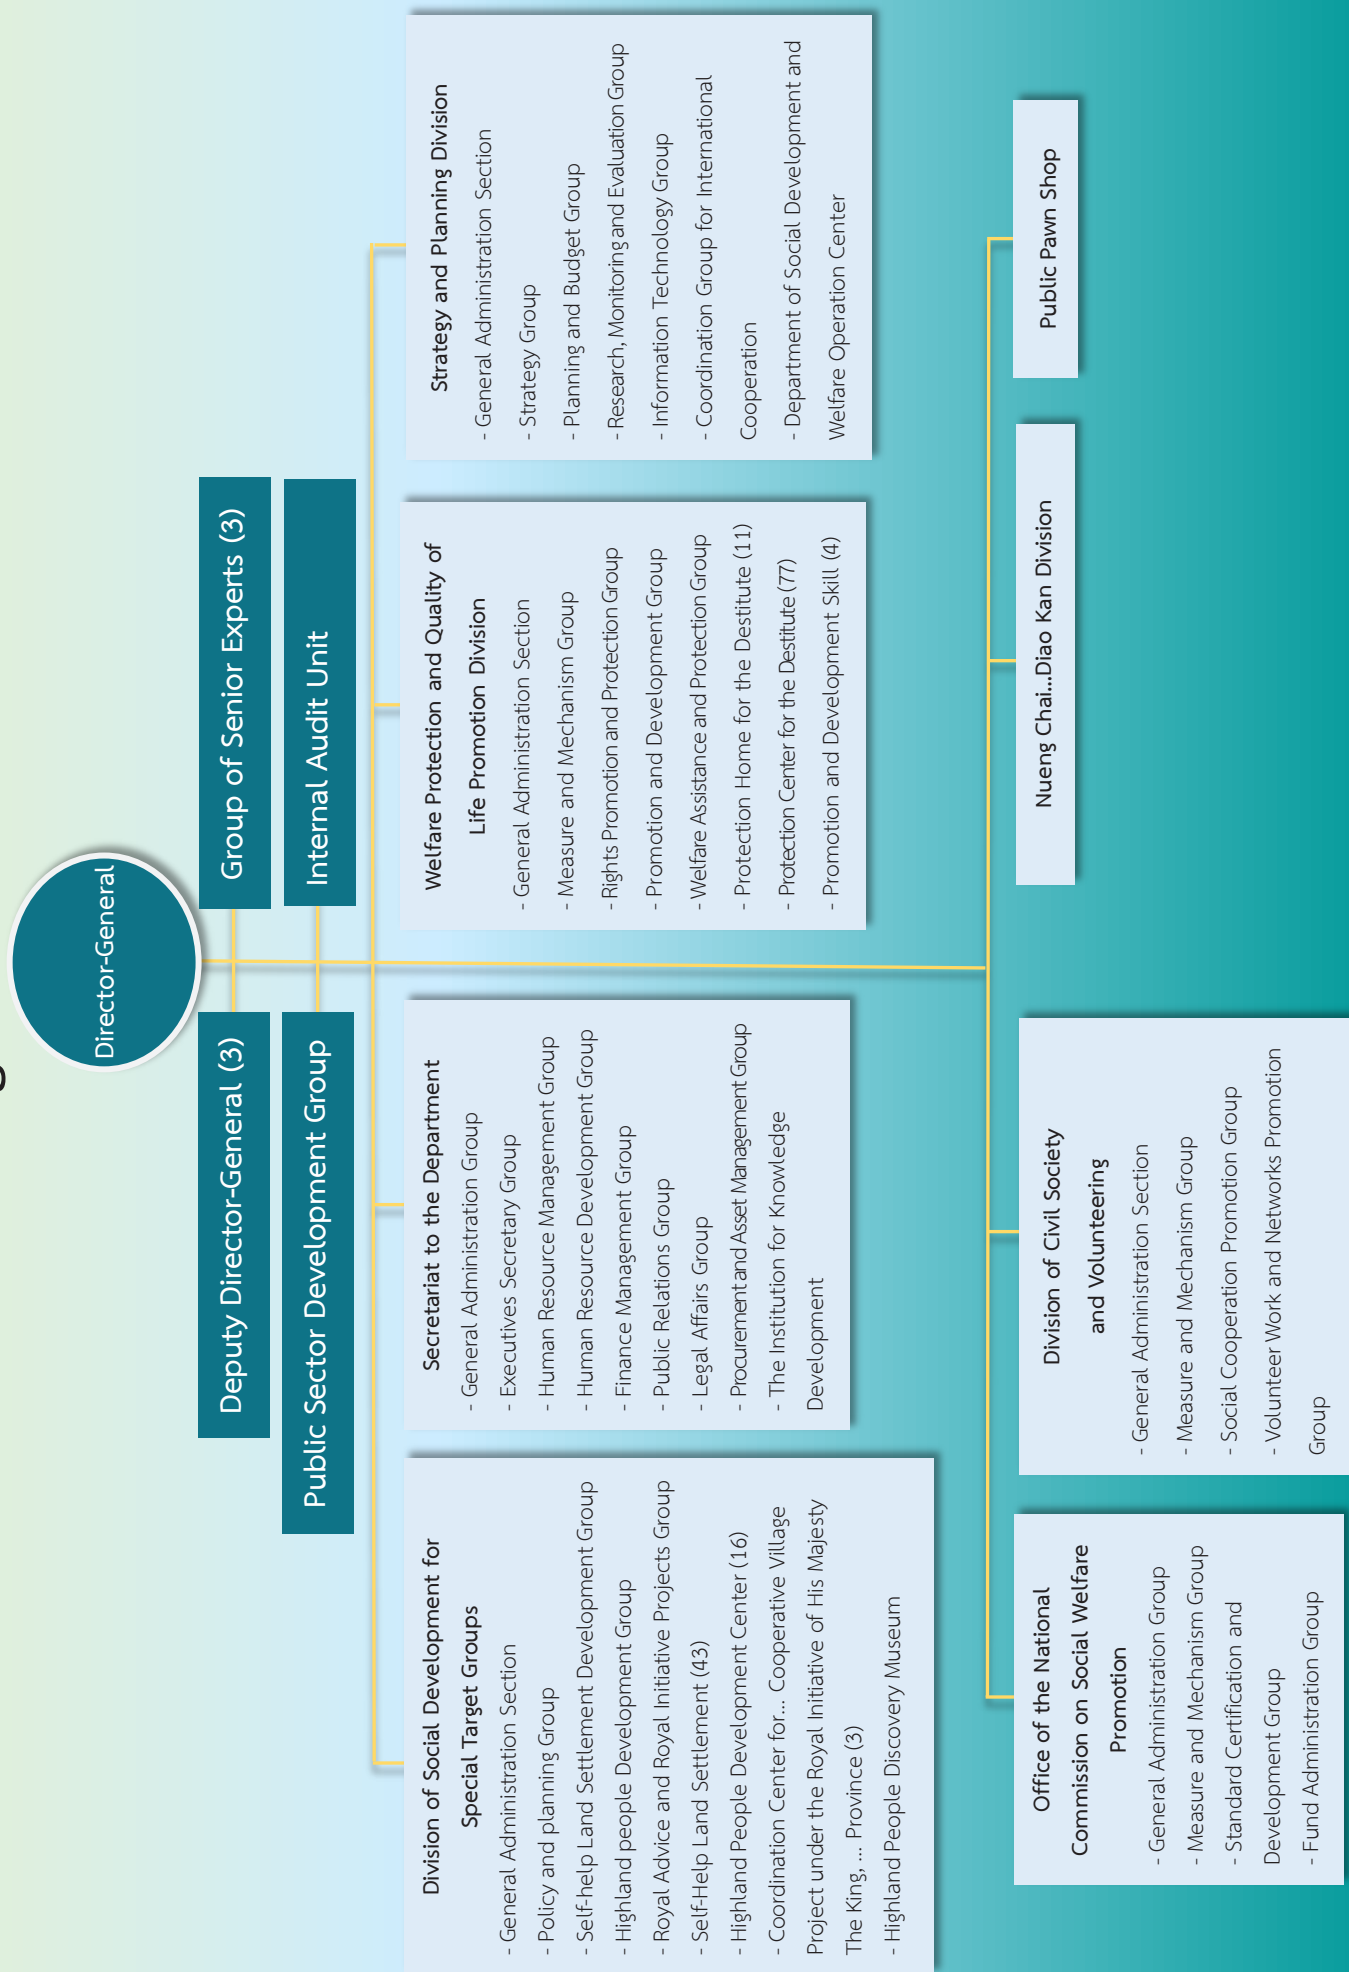 Director-General
Deputy Director-General (3)
Group of Senior Experts (3)
Public Sector Development Group
Internal Audit Unit
Division of Social Development for
Special Target Groups
- General Administration Section
- Policy and planning Group
- Self-help Land Settlement Development Group
- Highland people Development Group
- Royal Advice and Royal Initiative Projects Group
- Self-Help Land Settlement (43)
- Highland People Development Center (16)
- Coordination Center for... Cooperative Village
Project under the Royal Initiative of His Majesty
The King, ... Province (3)
- Highland People Discovery Museum
Secretariat to the Department
- General Administration Group
- Executives Secretary Group
- Human Resource Management Group
- Human Resource Development Group
- Finance Management Group
- Public Relations Group
- Legal Affairs Group
- Procurement and Asset Management Group
- The Institution for Knowledge
Development
Welfare Protection and Quality of
Life Promotion Division
- General Administration Section
- Measure and Mechanism Group
- Rights Promotion and Protection Group
- Promotion and Development Group
- Welfare Assistance and Protection Group
- Protection Home for the Destitute (11)
- Protection Center for the Destitute (77)
- Promotion and Development Skill (4)
Strategy and Planning Division
- General Administration Section
- Strategy Group
- Planning and Budget Group
- Research, Monitoring and Evaluation Group
- Information Technology Group
- Coordination Group for International
Cooperation
- Department of Social Development and
Welfare Operation Center
Office of the National
Commission on Social Welfare
Promotion
- General Administration Group
- Measure and Mechanism Group
- Standard Certification and
Development Group
- Fund Administration Group
Division of Civil Society
and Volunteering
- General Administration Section
- Measure and Mechanism Group
- Social Cooperation Promotion Group
- Volunteer Work and Networks Promotion
Group
Nueng Chai...Diao Kan Division
Public Pawn Shop